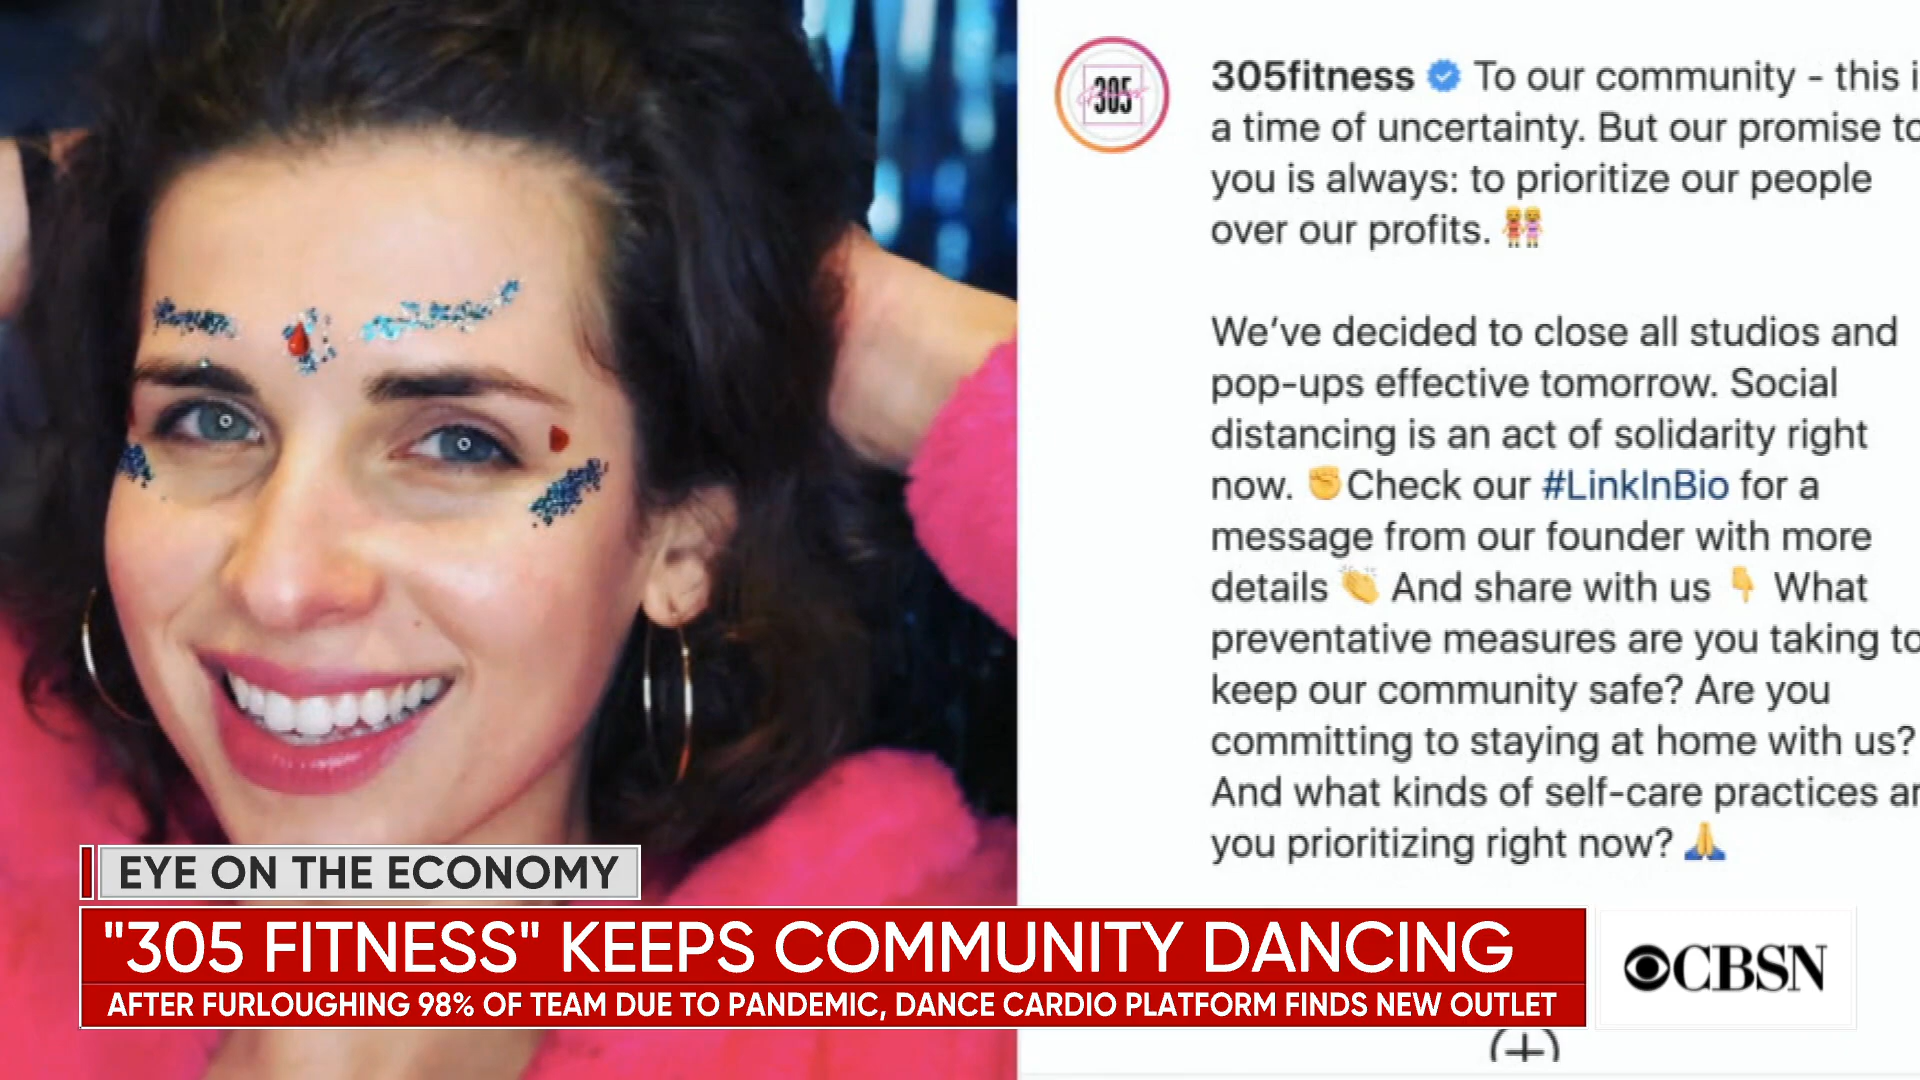 305
305fitness To our community - this i
a time of uncertainty. But our promise to
you is always: to prioritize our people
over our profits. 👭
We've decided to close all studios and
pop-ups effective tomorrow. Social
distancing is an act of solidarity right
now. ✊Check our #LinkInBio for a
message from our founder with more
details 👏 And share with us 👇 What
preventative measures are you taking to
keep our community safe? Are you
committing to staying at home with us?
And what kinds of self-care practices ar
you prioritizing right now? 🙏
EYE ON THE ECONOMY
"305 FITNESS" KEEPS COMMUNITY DANCING
AFTER FURLOUGHING 98% OF TEAM DUE TO PANDEMIC, DANCE CARDIO PLATFORM FINDS NEW OUTLET
CBSN